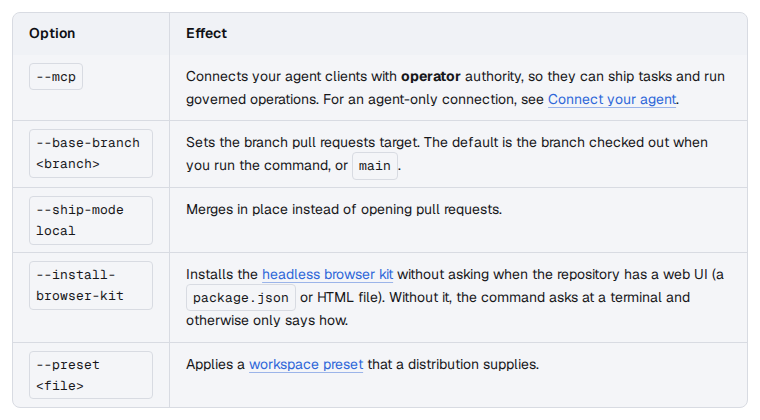 Option Effect
--mcp
Connects your agent clients with operator authority, so they can ship tasks and run
governed operations. For an agent-only connection, see Connect your agent.
--base-branch
<branch>
Sets the branch pull requests target. The default is the branch checked out when
you run the command, or main.
--ship-mode
local
Merges in place instead of opening pull requests.
--install-
browser-kit
Installs the headless browser kit without asking when the repository has a web UI (a
package.json or HTML file). Without it, the command asks at a terminal and
otherwise only says how.
--preset
<file>
Applies a workspace preset that a distribution supplies.